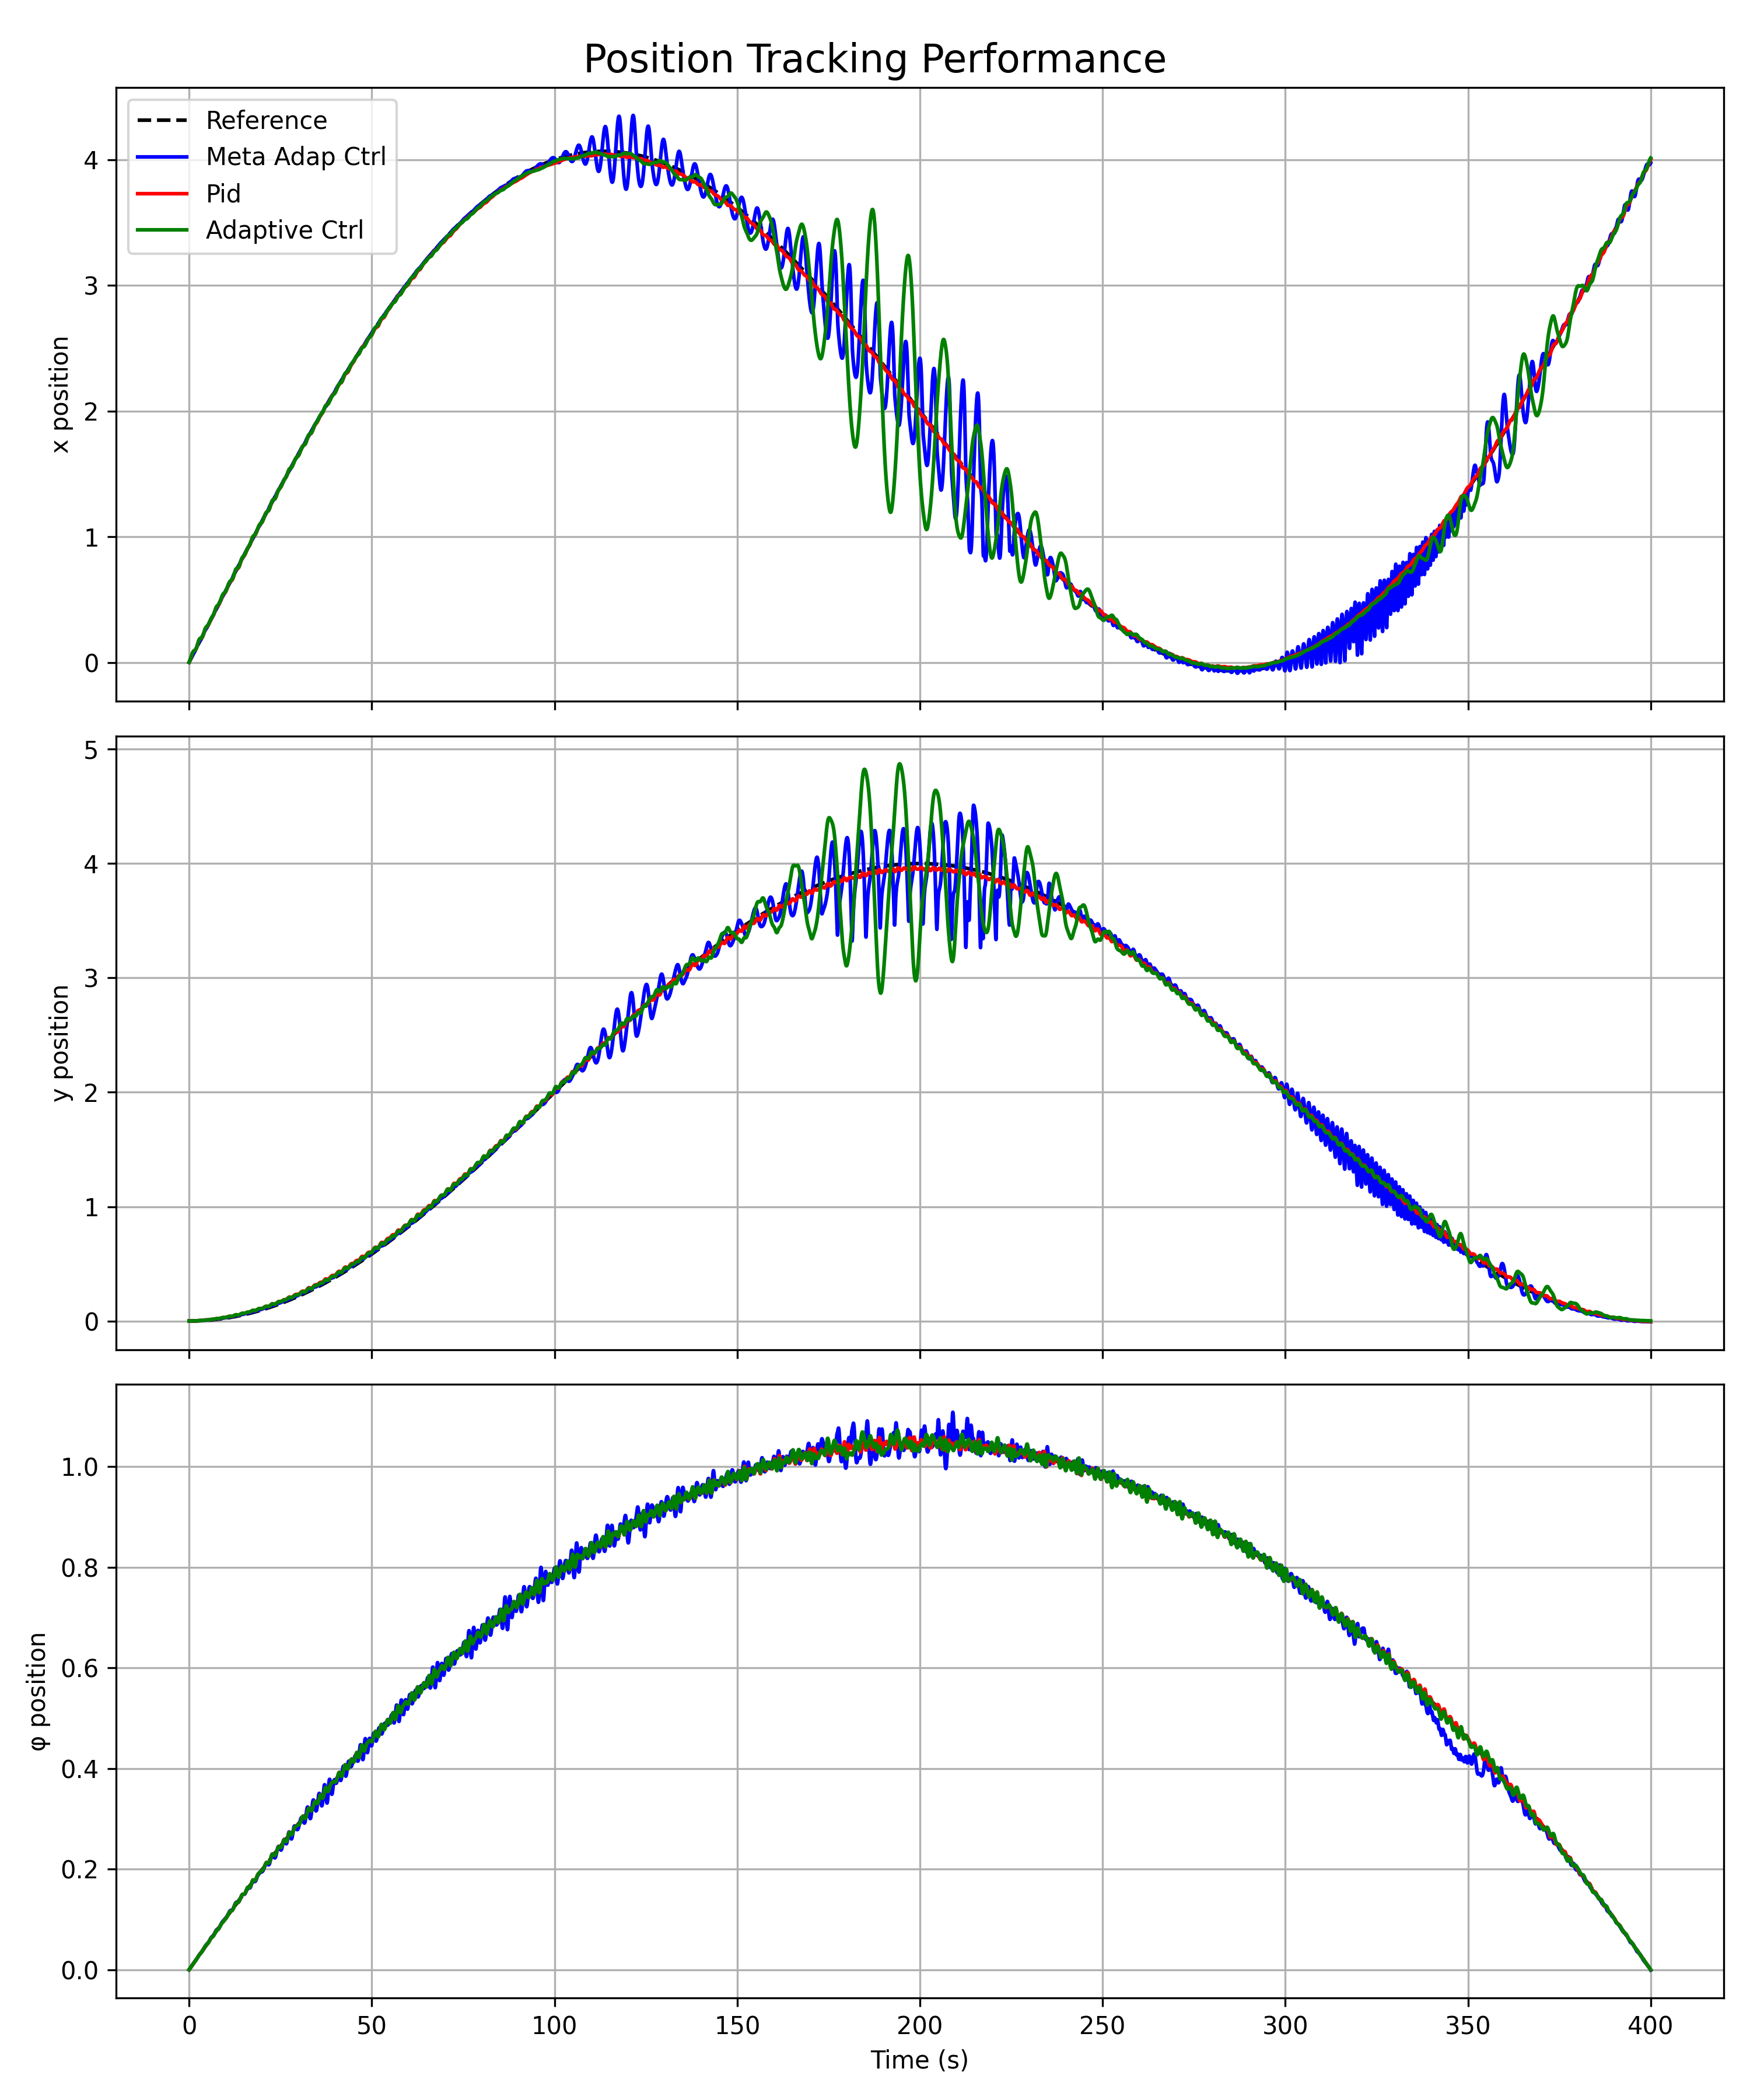 Position Tracking Performance
Reference
Meta Adap Ctrl
Pid
Adaptive Ctrl
x position
4
3
2
1
0
y position
5
4
3
2
1
0
φ position
1.0
0.8
0.6
0.4
0.2
0.0
0 50 100 150 200 250 300 350 400
Time (s)